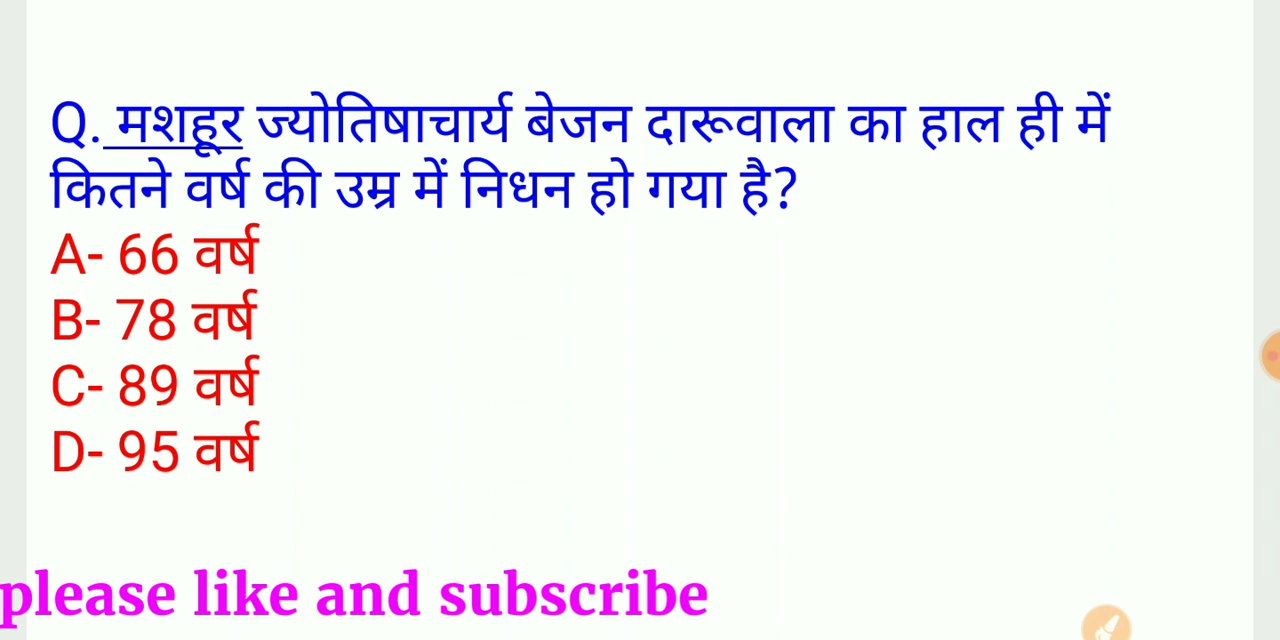 Q. मशहूर ज्योतिषाचार्य बेजन दारूवाला का हाल ही में
कितने वर्ष की उम्र में निधन हो गया है?
A- 66 वर्ष
B- 78 वर्ष
C- 89 वर्ष
D- 95 वर्ष
please like and subscribe